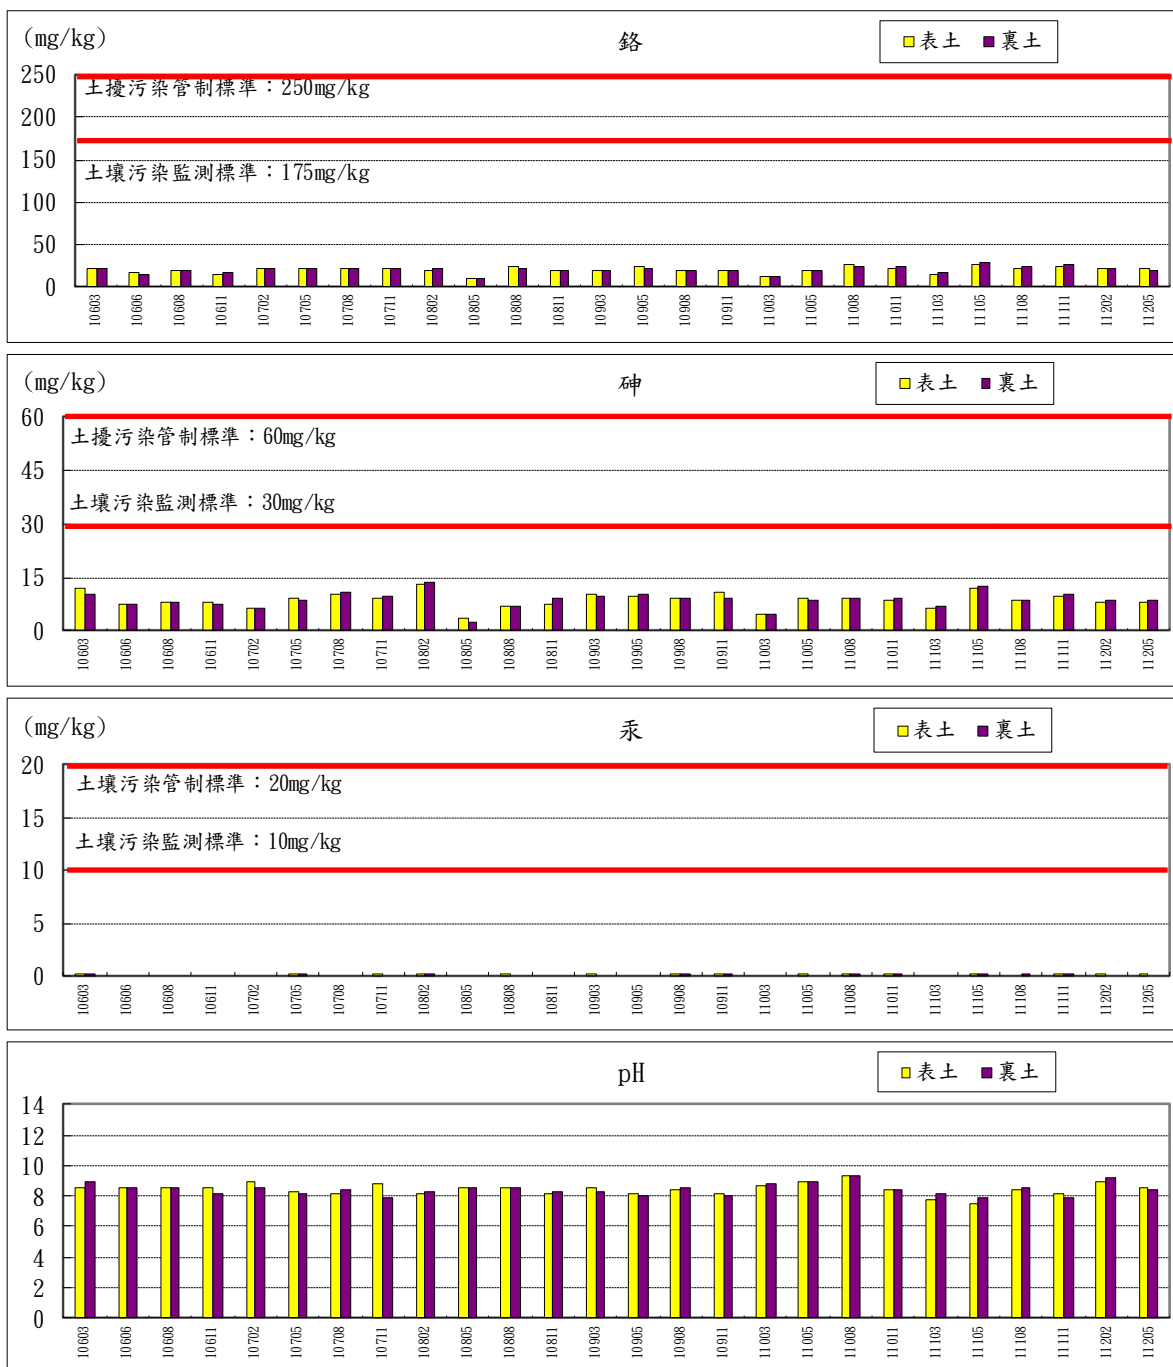 (mg/kg) 鉻 表土 裏土
250
土擾污染管制標準：250mg/kg
200
150
土壤污染監測標準：175mg/kg
100
50
0
10603 10606 10608 10611 10702 10705 10708 10711 10802 10805 10808 10811 10903 10905 10908 10911 11003 11005 11008 11011 11103 11105 11108 11111 11202 11205
(mg/kg) 砷 表土 裏土
60
土擾污染管制標準：60mg/kg
45
土壤污染監測標準：30mg/kg
30
15
0
10603 10606 10608 10611 10702 10705 10708 10711 10802 10805 10808 10811 10903 10905 10908 10911 11003 11005 11008 11011 11103 11105 11108 11111 11202 11205
(mg/kg) 汞 表土 裏土
20
土壤污染管制標準：20mg/kg
15
土壤污染監測標準：10mg/kg
10
5
0
10603 10606 10608 10611 10702 10705 10708 10711 10802 10805 10808 10811 10903 10905 10908 10911 11003 11005 11008 11011 11103 11105 11108 11111 11202 11205
pH 表土 裏土
14
12
10
8
6
4
2
0
10603 10606 10608 10611 10702 10705 10708 10711 10802 10805 10808 10811 10903 10905 10908 10911 11003 11005 11008 11011 11103 11105 11108 11111 11202 11205